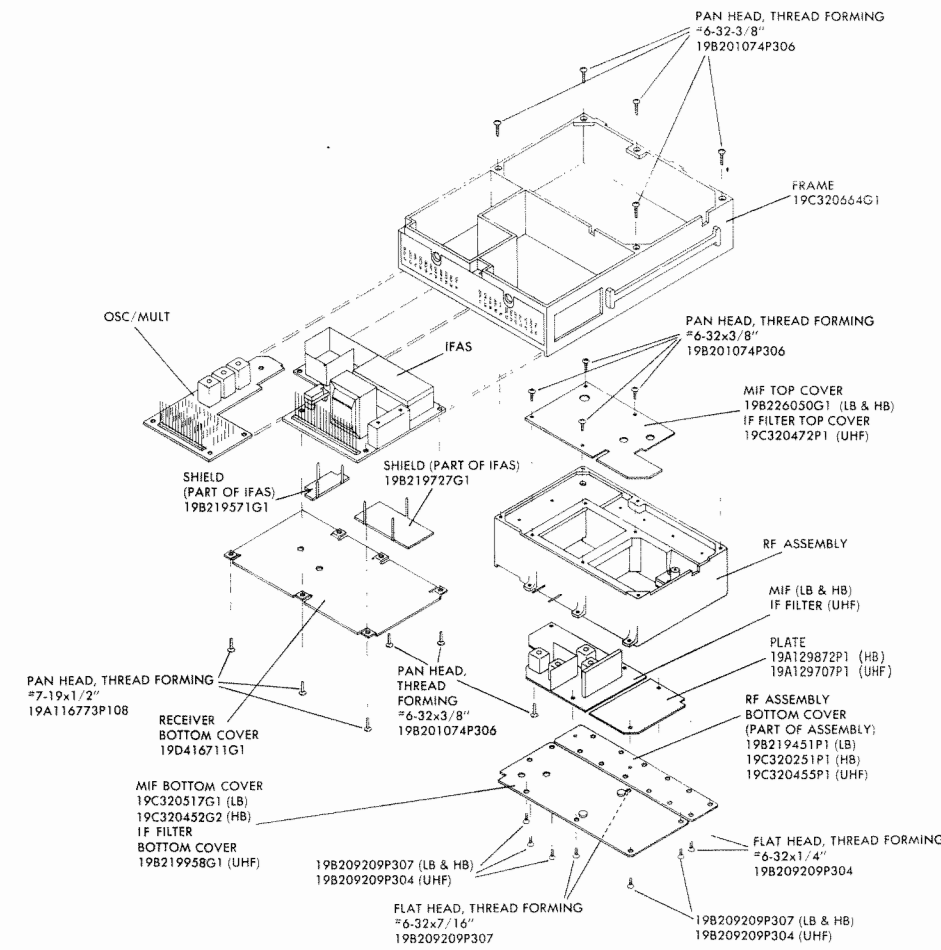 PAN HEAD, THREAD FORMING
#6-32-3/8"
19B201074P306
FRAME
19C320664G1
OSC/MULT
IFAS
PAN HEAD, THREAD FORMING
#6-32x3/8"
19B201074P306
MIF TOP COVER
19B226050G1 (LB & HB)
IF FILTER TOP COVER
19C320472P1 (UHF)
SHIELD
(PART OF IFAS)
19B219571G1
SHIELD (PART OF IFAS)
19B219727G1
RF ASSEMBLY
MIF (LB & HB)
IF FILTER (UHF)
PLATE
19A129872P1 (HB)
19A129707P1 (UHF)
PAN HEAD, THREAD FORMING
#7-19x1/2"
19A116773P108
RECEIVER
BOTTOM COVER
19D416711G1
PAN HEAD,
THREAD
FORMING
#6-32x3/8"
19B201074P306
RF ASSEMBLY
BOTTOM COVER
(PART OF ASSEMBLY)
19B219451P1 (LB)
19C320251P1 (HB)
19C320455P1 (UHF)
MIF BOTTOM COVER
19C320517G1 (LB)
19C320452G2 (HB)
IF FILTER
BOTTOM COVER
19B219958G1 (UHF)
19B209209P307 (LB & HB)
19B209209P304 (UHF)
FLAT HEAD, THREAD FORMING
#6-32x7/16"
19B209209P307
FLAT HEAD, THREAD FORMING
#6-32x1/4"
19B209209P304
19B209209P307 (LB & HB)
19B209209P304 (UHF)